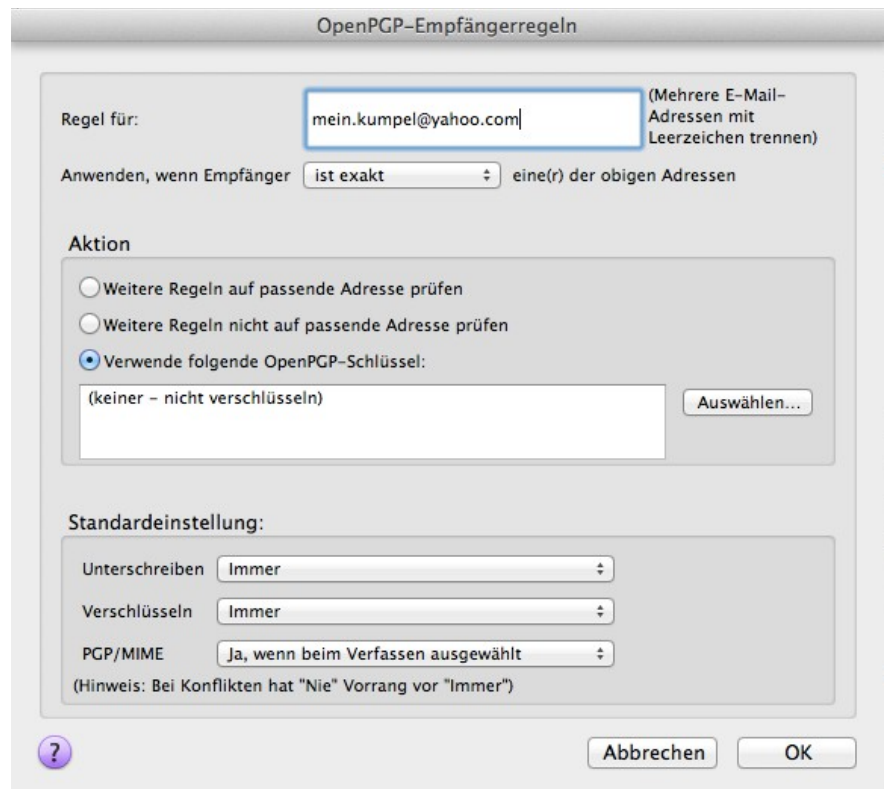 OpenPGP-Empfängerregeln
Regel für:
mein.kumpel@yahoo.com
(Mehrere E-Mail-
Adressen mit
Leerzeichen trennen)
Anwenden, wenn Empfänger ist exakt eine(r) der obigen Adressen
Aktion
Weitere Regeln auf passende Adresse prüfen
Weitere Regeln nicht auf passende Adresse prüfen
Verwende folgende OpenPGP-Schlüssel:
(keiner – nicht verschlüsseln)
Auswählen...
Standardeinstellung:
Unterschreiben Immer
Verschlüsseln Immer
PGP/MIME Ja, wenn beim Verfassen ausgewählt
(Hinweis: Bei Konflikten hat "Nie" Vorrang vor "Immer")
? Abbrechen OK